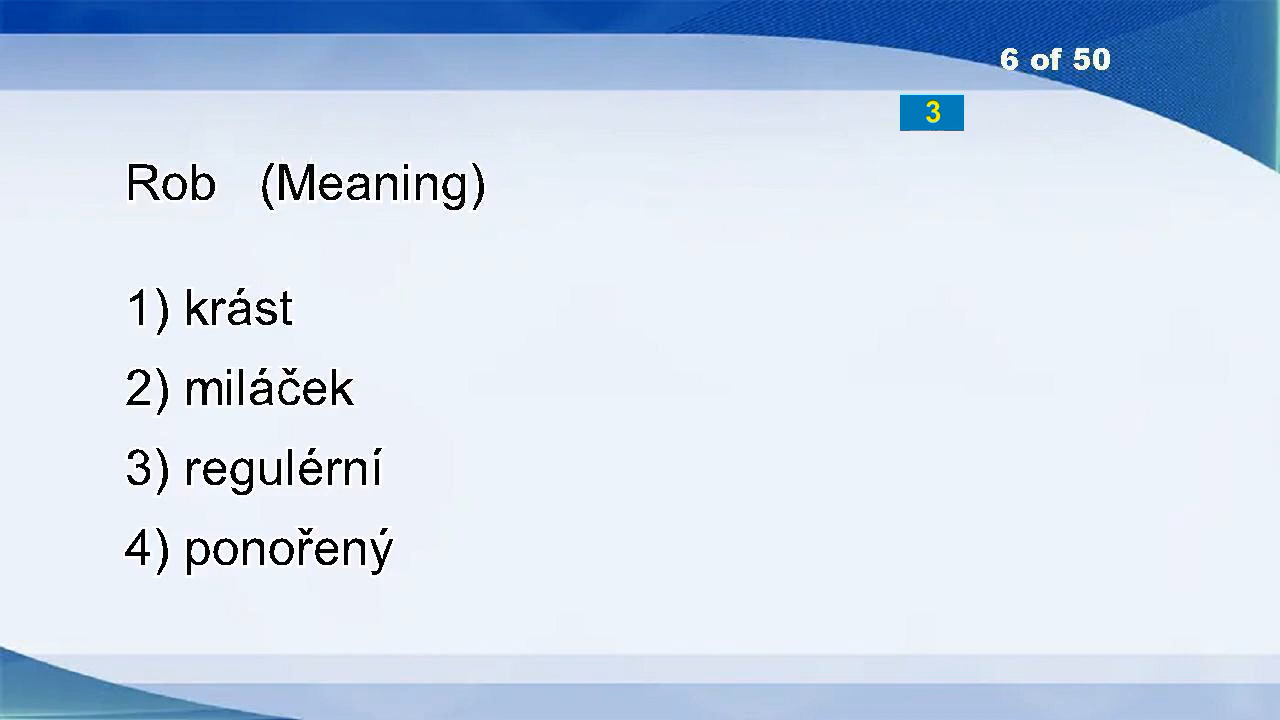 6 of 50
3
Rob (Meaning)
1) krást
2) miláček
3) regulérní
4) ponořený